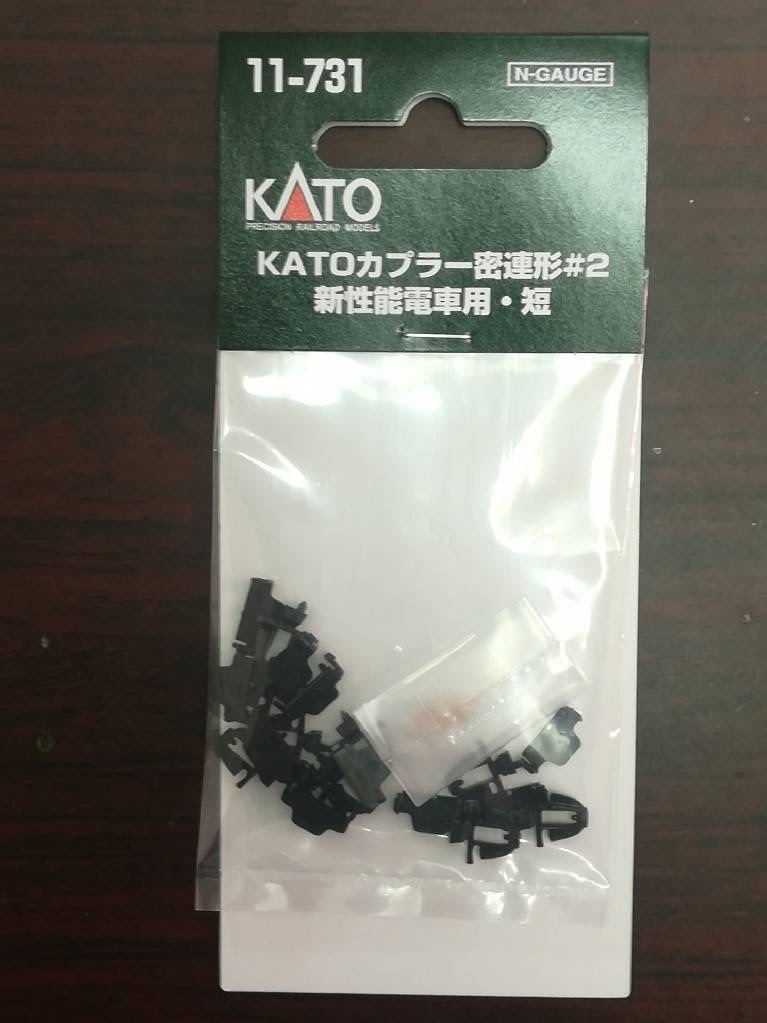 11-731
N-GAUGE
KATO
PRECISION RAILROAD MODELS
KATOカプラー密連形#2
新性能電車用・短